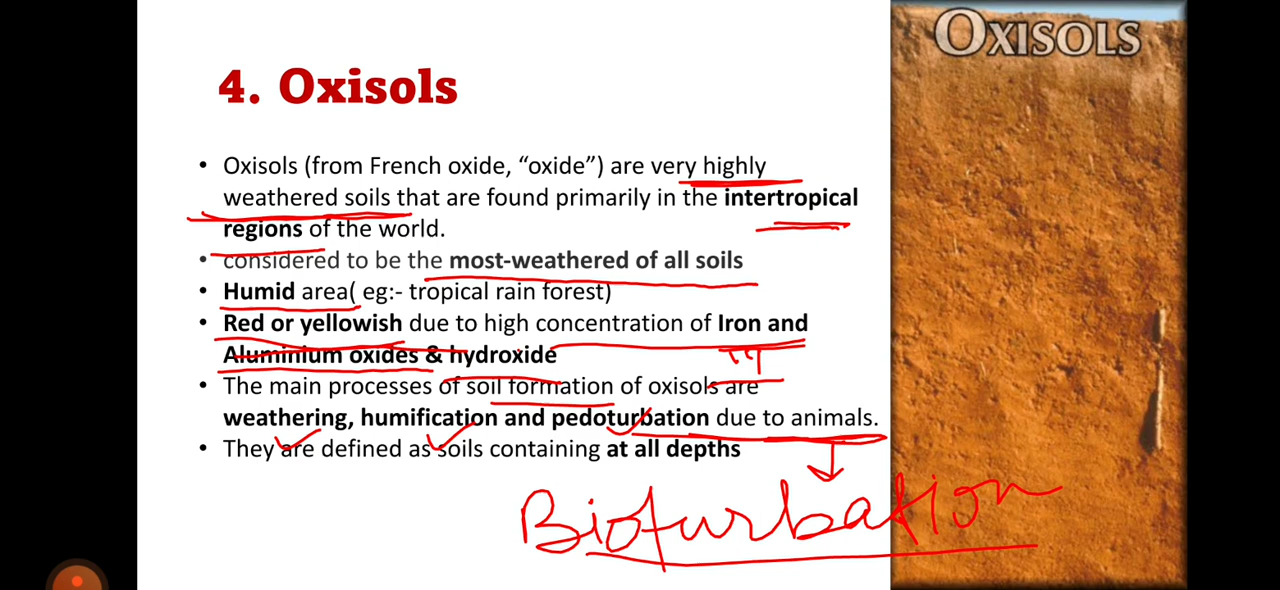 OXISOLS
4. Oxisols
• Oxisols (from French oxide, “oxide”) are very highly
weathered soils that are found primarily in the intertropical
regions of the world.
• considered to be the most-weathered of all soils
• Humid area( eg:- tropical rain forest)
• Red or yellowish due to high concentration of Iron and
Aluminium oxides & hydroxide
• The main processes of soil formation of oxisols are
weathering, humification and pedoturbation due to animals.
• They are defined as soils containing at all depths
Bioturbation